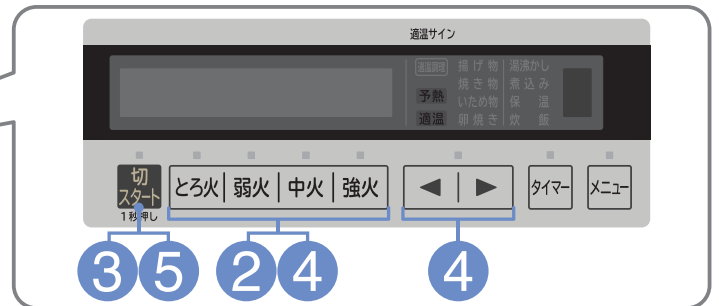 適温サイン
適温調理 揚げ物 湯沸かし
焼き物 煮込み
予熱 いため物 保温
適温 卵焼き 炊飯
切
スタート
1秒押し
とろ火 弱火 中火 強火
◀ ▶
タイマー
メニュー
3 5 2 4 4